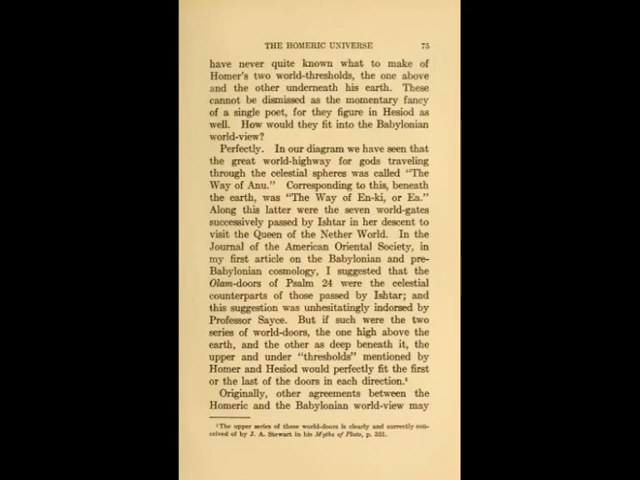 THE HOMERIC UNIVERSE 75
have never quite known what to make of
Homer's two world-thresholds, the one above
and the other underneath his earth. These
cannot be dismissed as the momentary fancy
of a single poet, for they figure in Hesiod as
well. How would they fit into the Babylonian
world-view?
Perfectly. In our diagram we have seen that
the great world-highway for gods traveling
through the celestial spheres was called "The
Way of Anu." Corresponding to this, beneath
the earth, was "The Way of En-ki, or Ea."
Along this latter were the seven world-gates
successively passed by Ishtar in her descent to
visit the Queen of the Nether World. In the
Journal of the American Oriental Society, in
my first article on the Babylonian and pre-
Babylonian cosmology, I suggested that the
Olam-doors of Psalm 24 were the celestial
counterparts of those passed by Ishtar; and
this suggestion was unhesitatingly indorsed by
Professor Sayce. But if such were the two
series of world-doors, the one high above the
earth, and the other as deep beneath it, the
upper and under "thresholds" mentioned by
Homer and Hesiod would perfectly fit the first
or the last of the doors in each direction.¹
Originally, other agreements between the
Homeric and the Babylonian world-view may
¹The upper series of these world-doors is clearly and correctly con-
ceived of by J. A. Stewart in his Myths of Plato, p. 351.